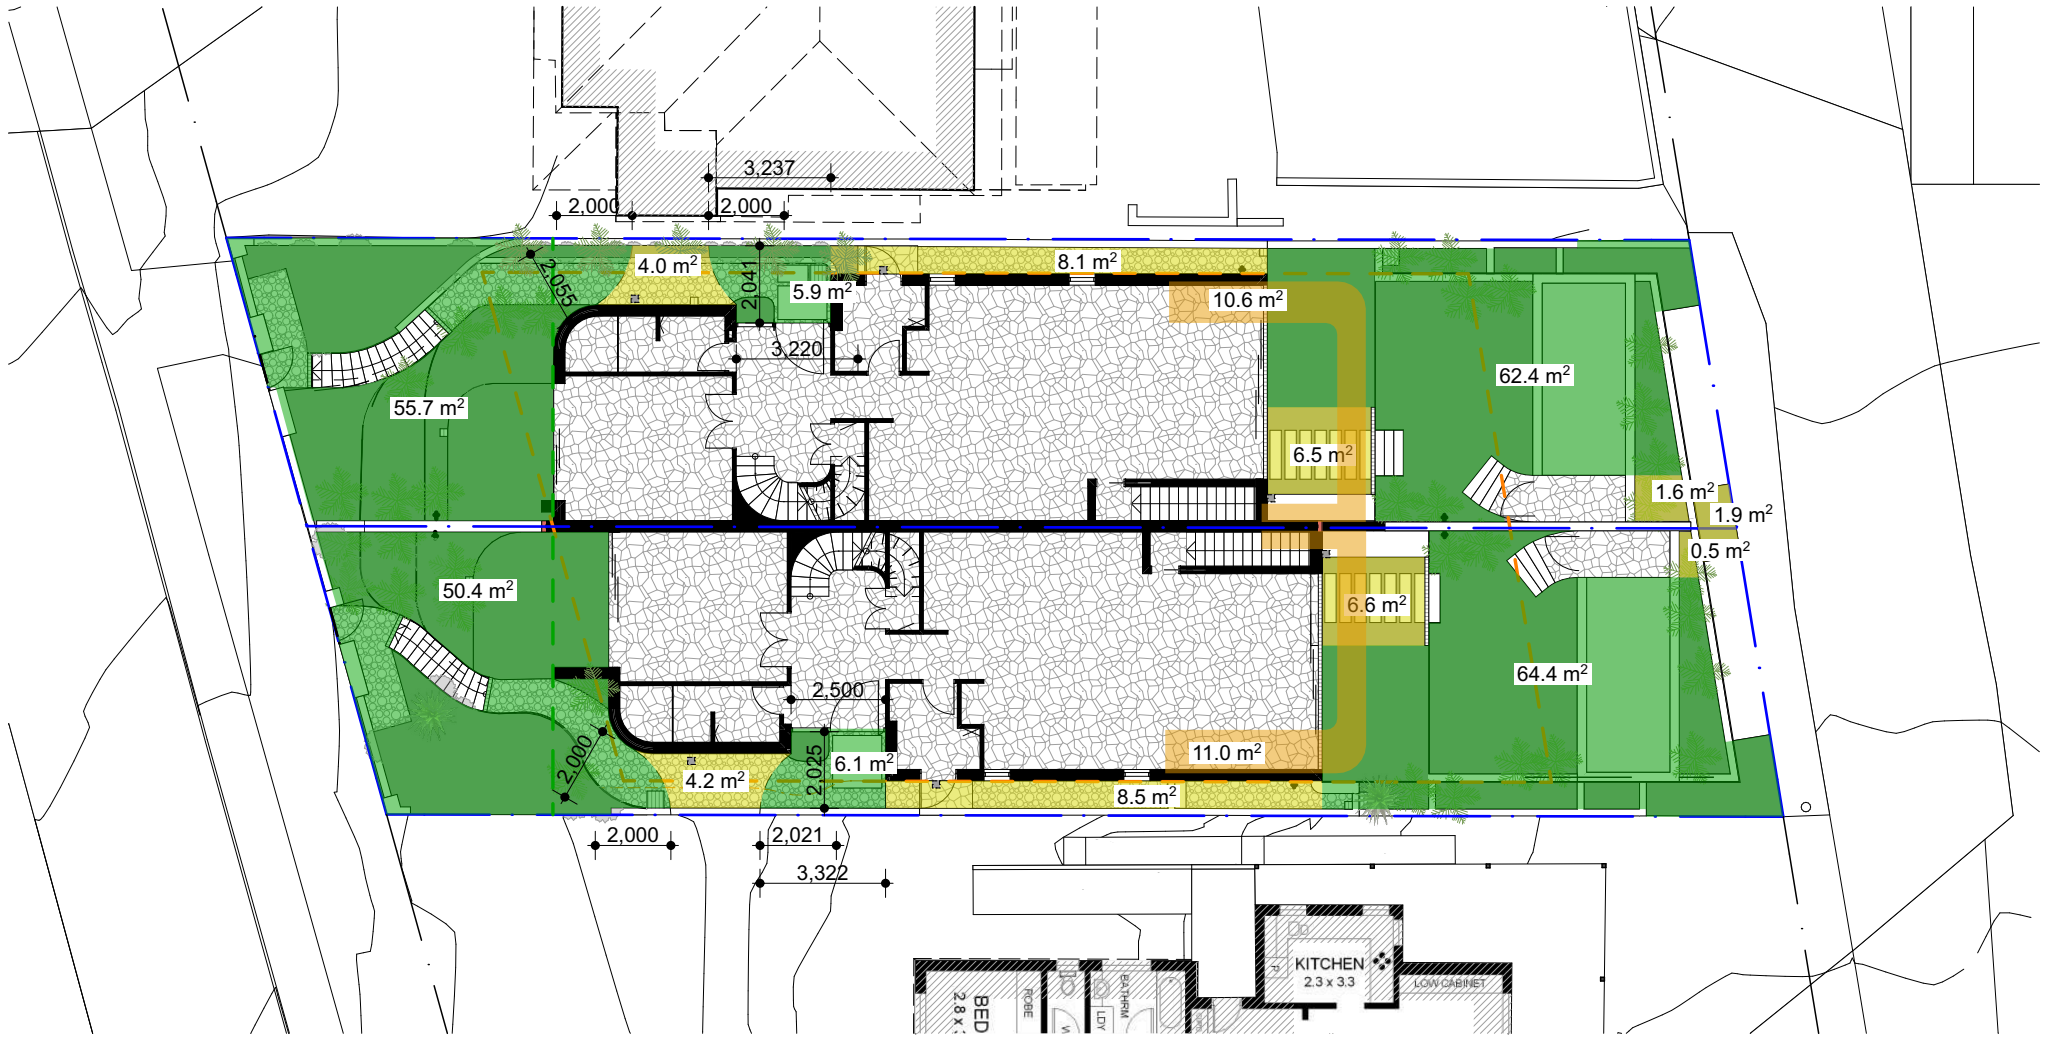 3,237
2,000
2,000
4.0 m²
2,041
2,055
5.9 m²
8.1 m²
10.6 m²
3,220
62.4 m²
55.7 m²
6.5 m²
1.6 m²
1.9 m²
0.5 m²
50.4 m²
6.6 m²
64.4 m²
2,500
2,000
2,025
6.1 m²
11.0 m²
4.2 m²
8.5 m²
2,000
2,021
3,322
KITCHEN
2.3 x 3.3
LOW CABINET
BED
2.8 x
ROBE
BATHRM
LDY